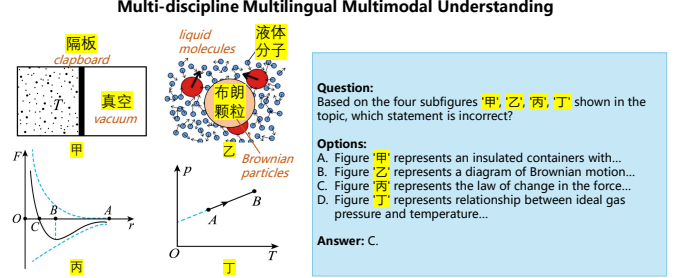 Multi-discipline Multilingual Multimodal Understanding
隔板
clapboard
T
真空
vacuum
甲
liquid
molecules
液体
分子
布朗
颗粒
乙
Brownian
particles
F
O
C
B
A
r
丙
p
A
B
O
T
丁
Question:
Based on the four subfigures '甲', '乙', '丙', '丁' shown in the
topic, which statement is incorrect?
Options:
A. Figure '甲' represents an insulated containers with...
B. Figure '乙' represents a diagram of Brownian motion...
C. Figure '丙' represents the law of change in the force...
D. Figure '丁' represents relationship between ideal gas
pressure and temperature...
Answer: C.